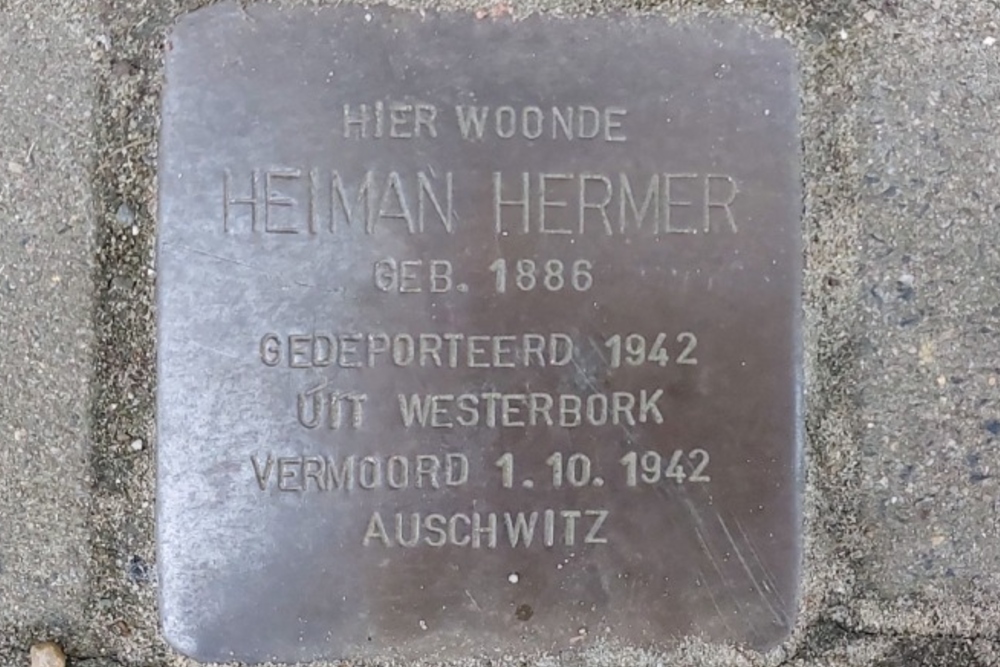 HIER WOONDE
HEIMAN HERMER
GEB. 1886
GEDEPORTEERD 1942
UIT WESTERBORK
VERMOORD 1.10.1942
AUSCHWITZ